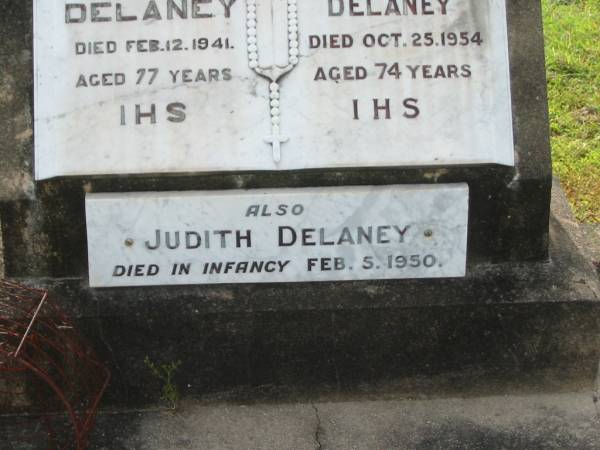 DELANEY
DIED FEB. 12. 1941.
AGED 77 YEARS
IHS
DELANEY
DIED OCT. 25. 1954
AGED 74 YEARS
IHS
ALSO
JUDITH DELANEY
DIED IN INFANCY FEB. 5. 1950.